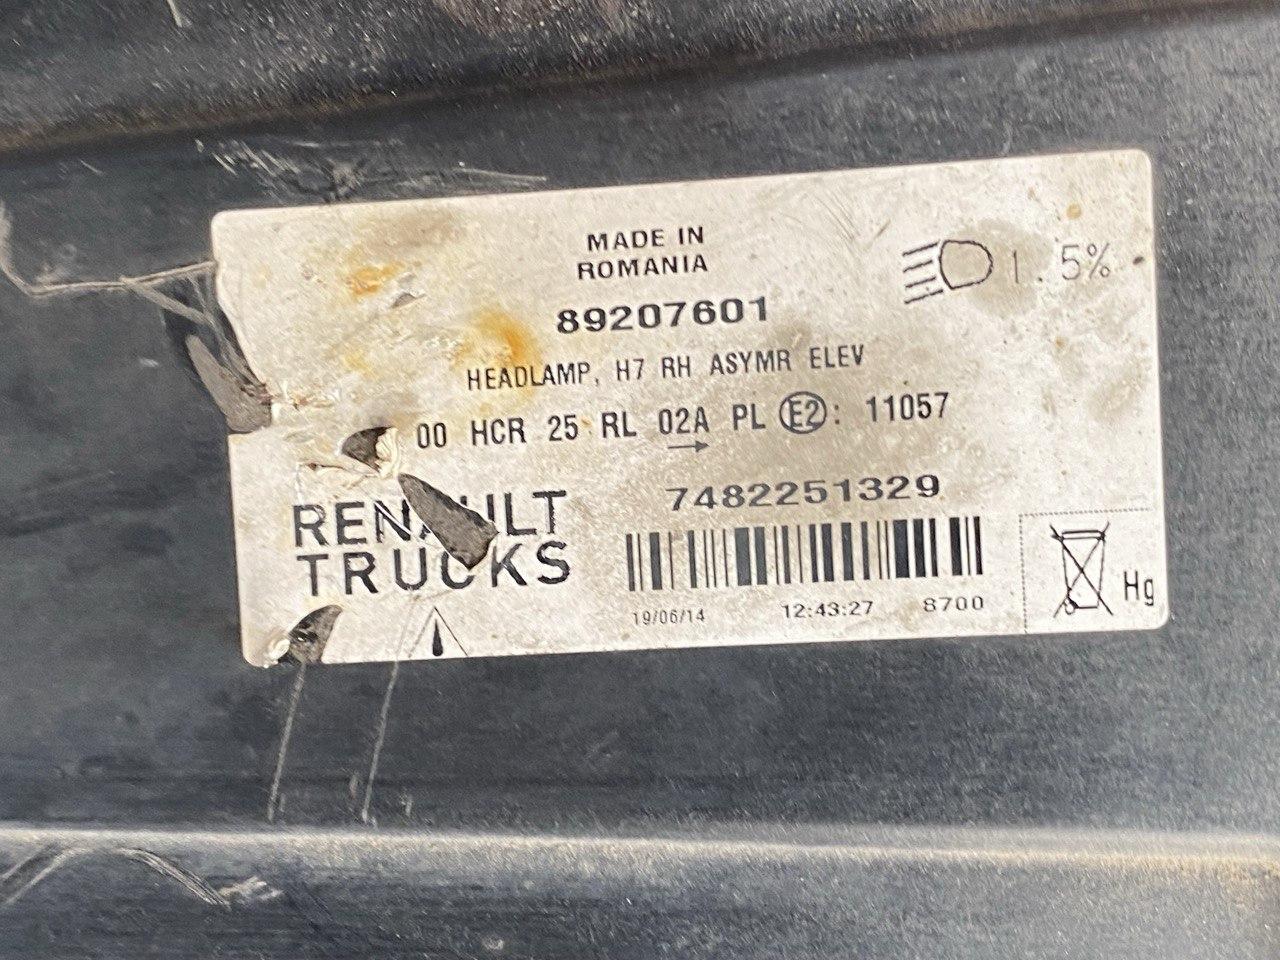 MADE IN
ROMANIA
1.5%
89207601
HEADLAMP, H7 RH ASYMR ELEV
00 HCR 25 RL 02A PL E2: 11057
7482251329
RENAULT
TRUCKS
19/06/14 12:43:27 8700
Hg